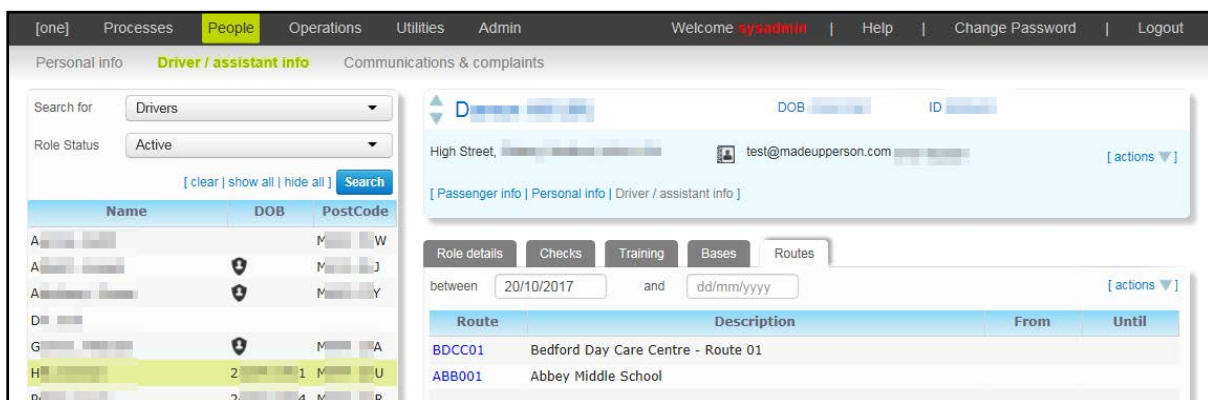 [one] Processes People Operations Utilities Admin Welcome sysadmin | Help | Change Password | Logout
Personal info Driver / assistant info Communications & complaints
Search for Drivers
Role Status Active
[ clear | show all | hide all ] Search
Name DOB PostCode
A M W
A M J
A M Y
D
G M A
H 2 1 M U
2 4 M R
D DOB ID
High Street, test@madeupperson.com [ actions ]
[ Passenger info | Personal info | Driver / assistant info ]
Role details Checks Training Bases Routes
between 20/10/2017 and dd/mm/yyyy [ actions ]
Route Description From Until
BDCC01 Bedford Day Care Centre - Route 01
ABB001 Abbey Middle School